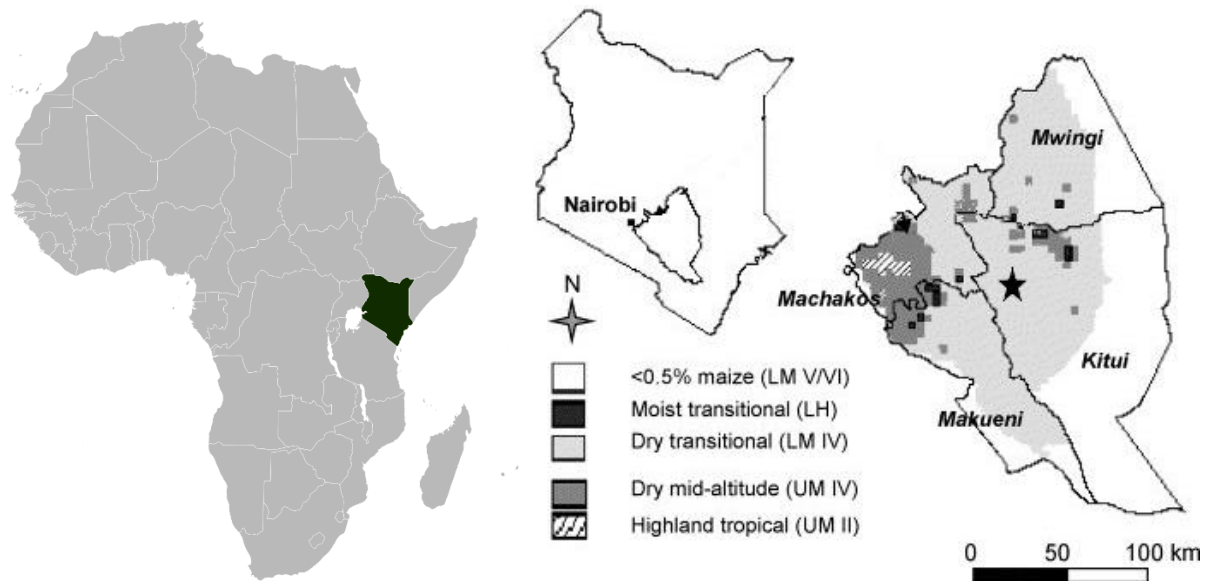 Nairobi
N
<0.5% maize (LM V/VI)
Moist transitional (LH)
Dry transitional (LM IV)
Dry mid-altitude (UM IV)
Highland tropical (UM II)
Mwingi
Machakos
Kitui
Makueni
0 50 100 km